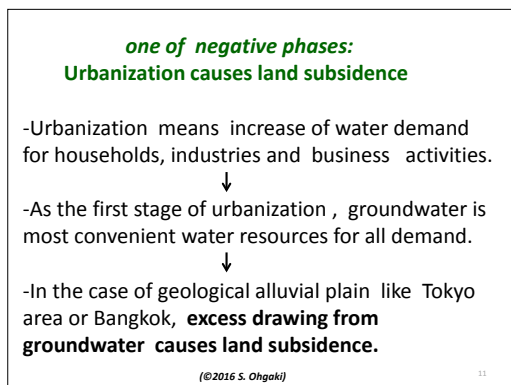 one of negative phases:
Urbanization causes land subsidence
-Urbanization means increase of water demand
for households, industries and business activities.
↓
-As the first stage of urbanization , groundwater is
most convenient water resources for all demand.
↓
-In the case of geological alluvial plain like Tokyo
area or Bangkok, excess drawing from
groundwater causes land subsidence.
(©2016 S. Ohgaki)
11